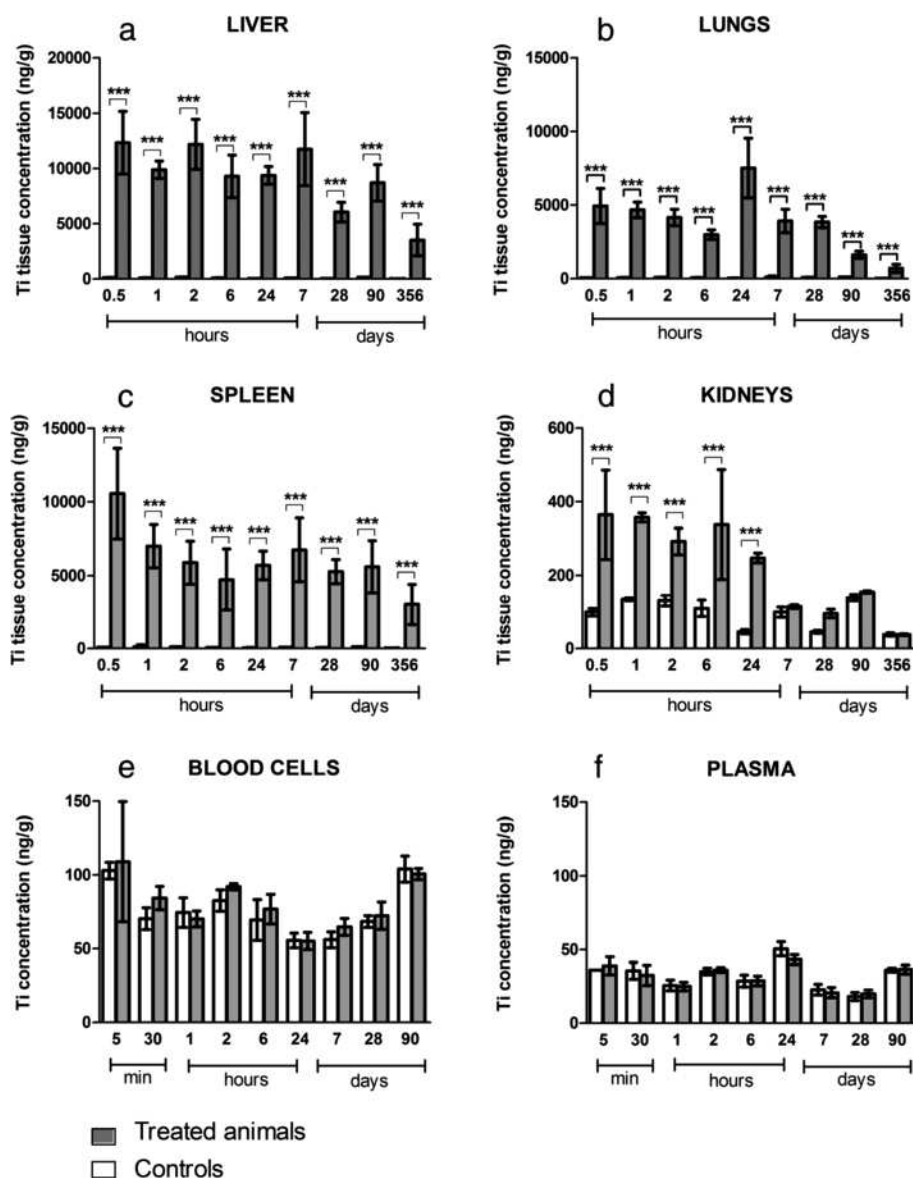 a LIVER
Ti tissue concentration (ng/g)
20000
15000
10000
5000
0
*** *** *** *** *** *** *** *** ***
0.5 1 2 6 24 7 28 90 356
hours days
b LUNGS
Ti tissue concentration (ng/g)
15000
10000
5000
0
*** *** *** *** *** *** *** *** ***
0.5 1 2 6 24 7 28 90 356
hours days
c SPLEEN
Ti tissue concentration (ng/g)
15000
10000
5000
0
*** *** *** *** *** *** *** *** ***
0.5 1 2 6 24 7 28 90 356
hours days
d KIDNEYS
Ti tissue concentration (ng/g)
600
400
200
0
*** *** *** *** ***
0.5 1 2 6 24 7 28 90 356
hours days
e BLOOD CELLS
Ti concentration (ng/g)
150
100
50
0
5 30 1 2 6 24 7 28 90
min hours days
f PLASMA
Ti concentration (ng/g)
150
100
50
0
5 30 1 2 6 24 7 28 90
min hours days
Treated animals
Controls